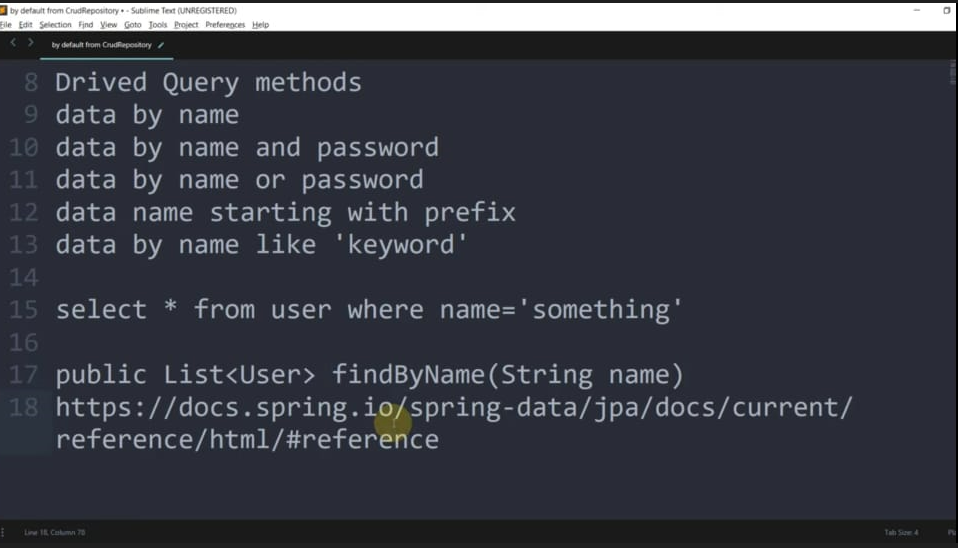 by default from CrudRepository • - Sublime Text (UNREGISTERED)
File Edit Selection Find View Goto Tools Project Preferences Help
by default from CrudRepository
8 Drived Query methods
9 data by name
10 data by name and password
11 data by name or password
12 data name starting with prefix
13 data by name like 'keyword'
14
15 select * from user where name='something'
16
17 public List<User> findByName(String name)
18 https://docs.spring.io/spring-data/jpa/docs/current/
reference/html/#reference
Line 18, Column 78
Tab Size: 4